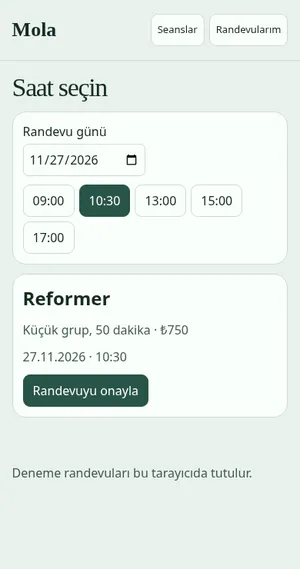 Mola
Seanslar
Randevularım
Saat seçin
Randevu günü
11/27/2026
09:00
10:30
13:00
15:00
17:00
Reformer
Küçük grup, 50 dakika · ₺750
27.11.2026 · 10:30
Randevuyu onayla
Deneme randevuları bu tarayıcıda tutulur.